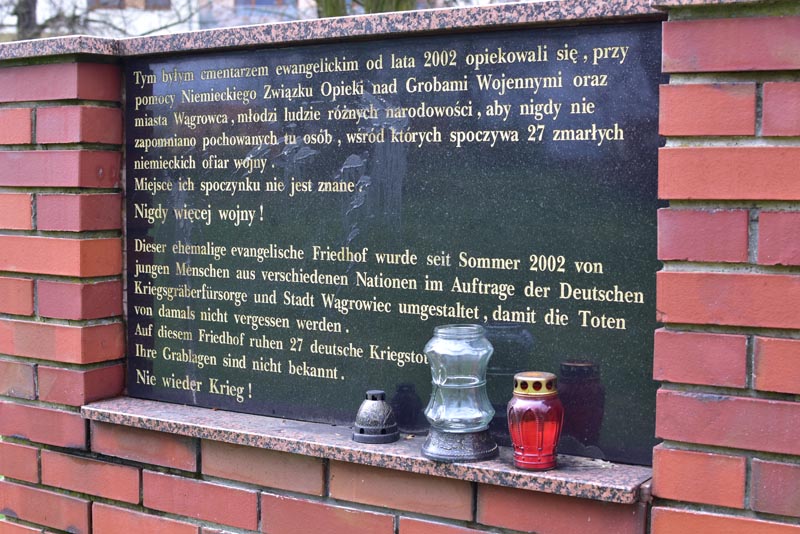 Tym byłym cmentarzem ewangelickim od lata 2002 opiekowali się , przy
pomocy Niemieckiego Związku Opieki nad Grobami Wojennymi oraz
miasta Wągrowca , młodzi ludzie różnych narodowości , aby nigdy nie
zapomniano pochowanych tu osób , wśród których spoczywa 27 zmarłych
niemieckich ofiar wojny .
Miejsce ich spoczynku nie jest znane .
Nigdy więcej wojny !
Dieser ehemalige evangelische Friedhof wurde seit Sommer 2002 von
jungen Menschen aus verschiedenen Nationen im Auftrage der Deutschen
Kriegsgräberfürsorge und Stadt Wągrowiec umgestaltet , damit die Toten
von damals nicht vergessen werden .
Auf diesem Friedhof ruhen 27 deutsche
Ihre Grablagen sind nicht bekannt .
Nie wieder Krieg !